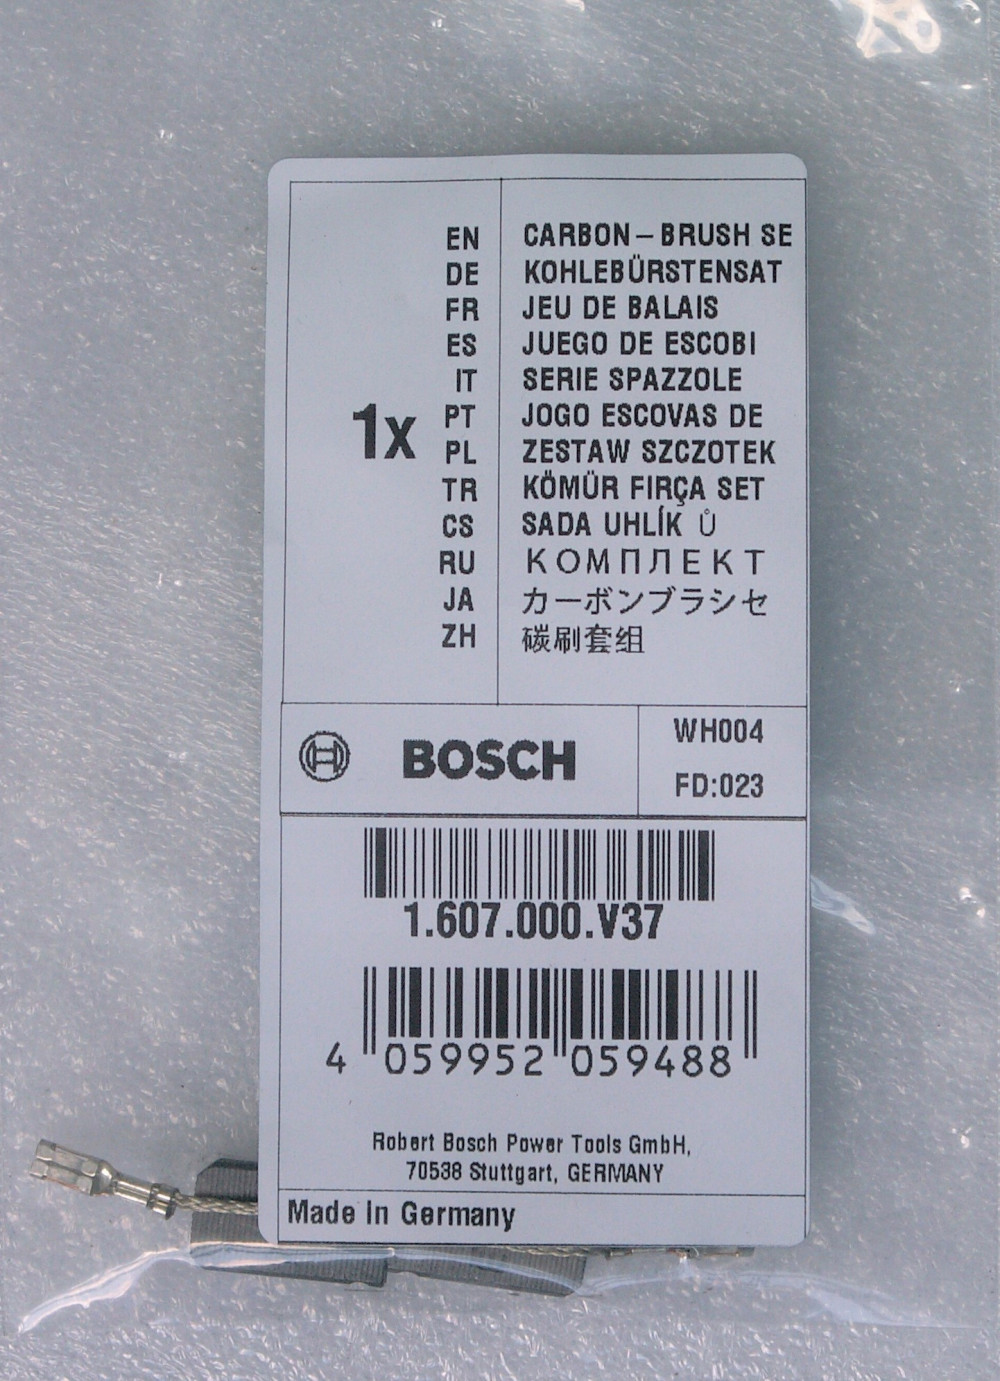 1x
EN CARBON-BRUSH SE
DE KOHLEBÜRSTENSAT
FR JEU DE BALAIS
ES JUEGO DE ESCOBI
IT SERIE SPAZZOLE
PT JOGO ESCOVAS DE
PL ZESTAW SZCZOTEK
TR KÖMÜR FIRÇA SET
CS SADA UHLÍK Ů
RU КОМПЛЕКТ
JA カーボンブラシセ
ZH 碳刷套组
BOSCH
WH004
FD:023
1.607.000.V37
4 059952 059488
Robert Bosch Power Tools GmbH,
70538 Stuttgart, GERMANY
Made in Germany